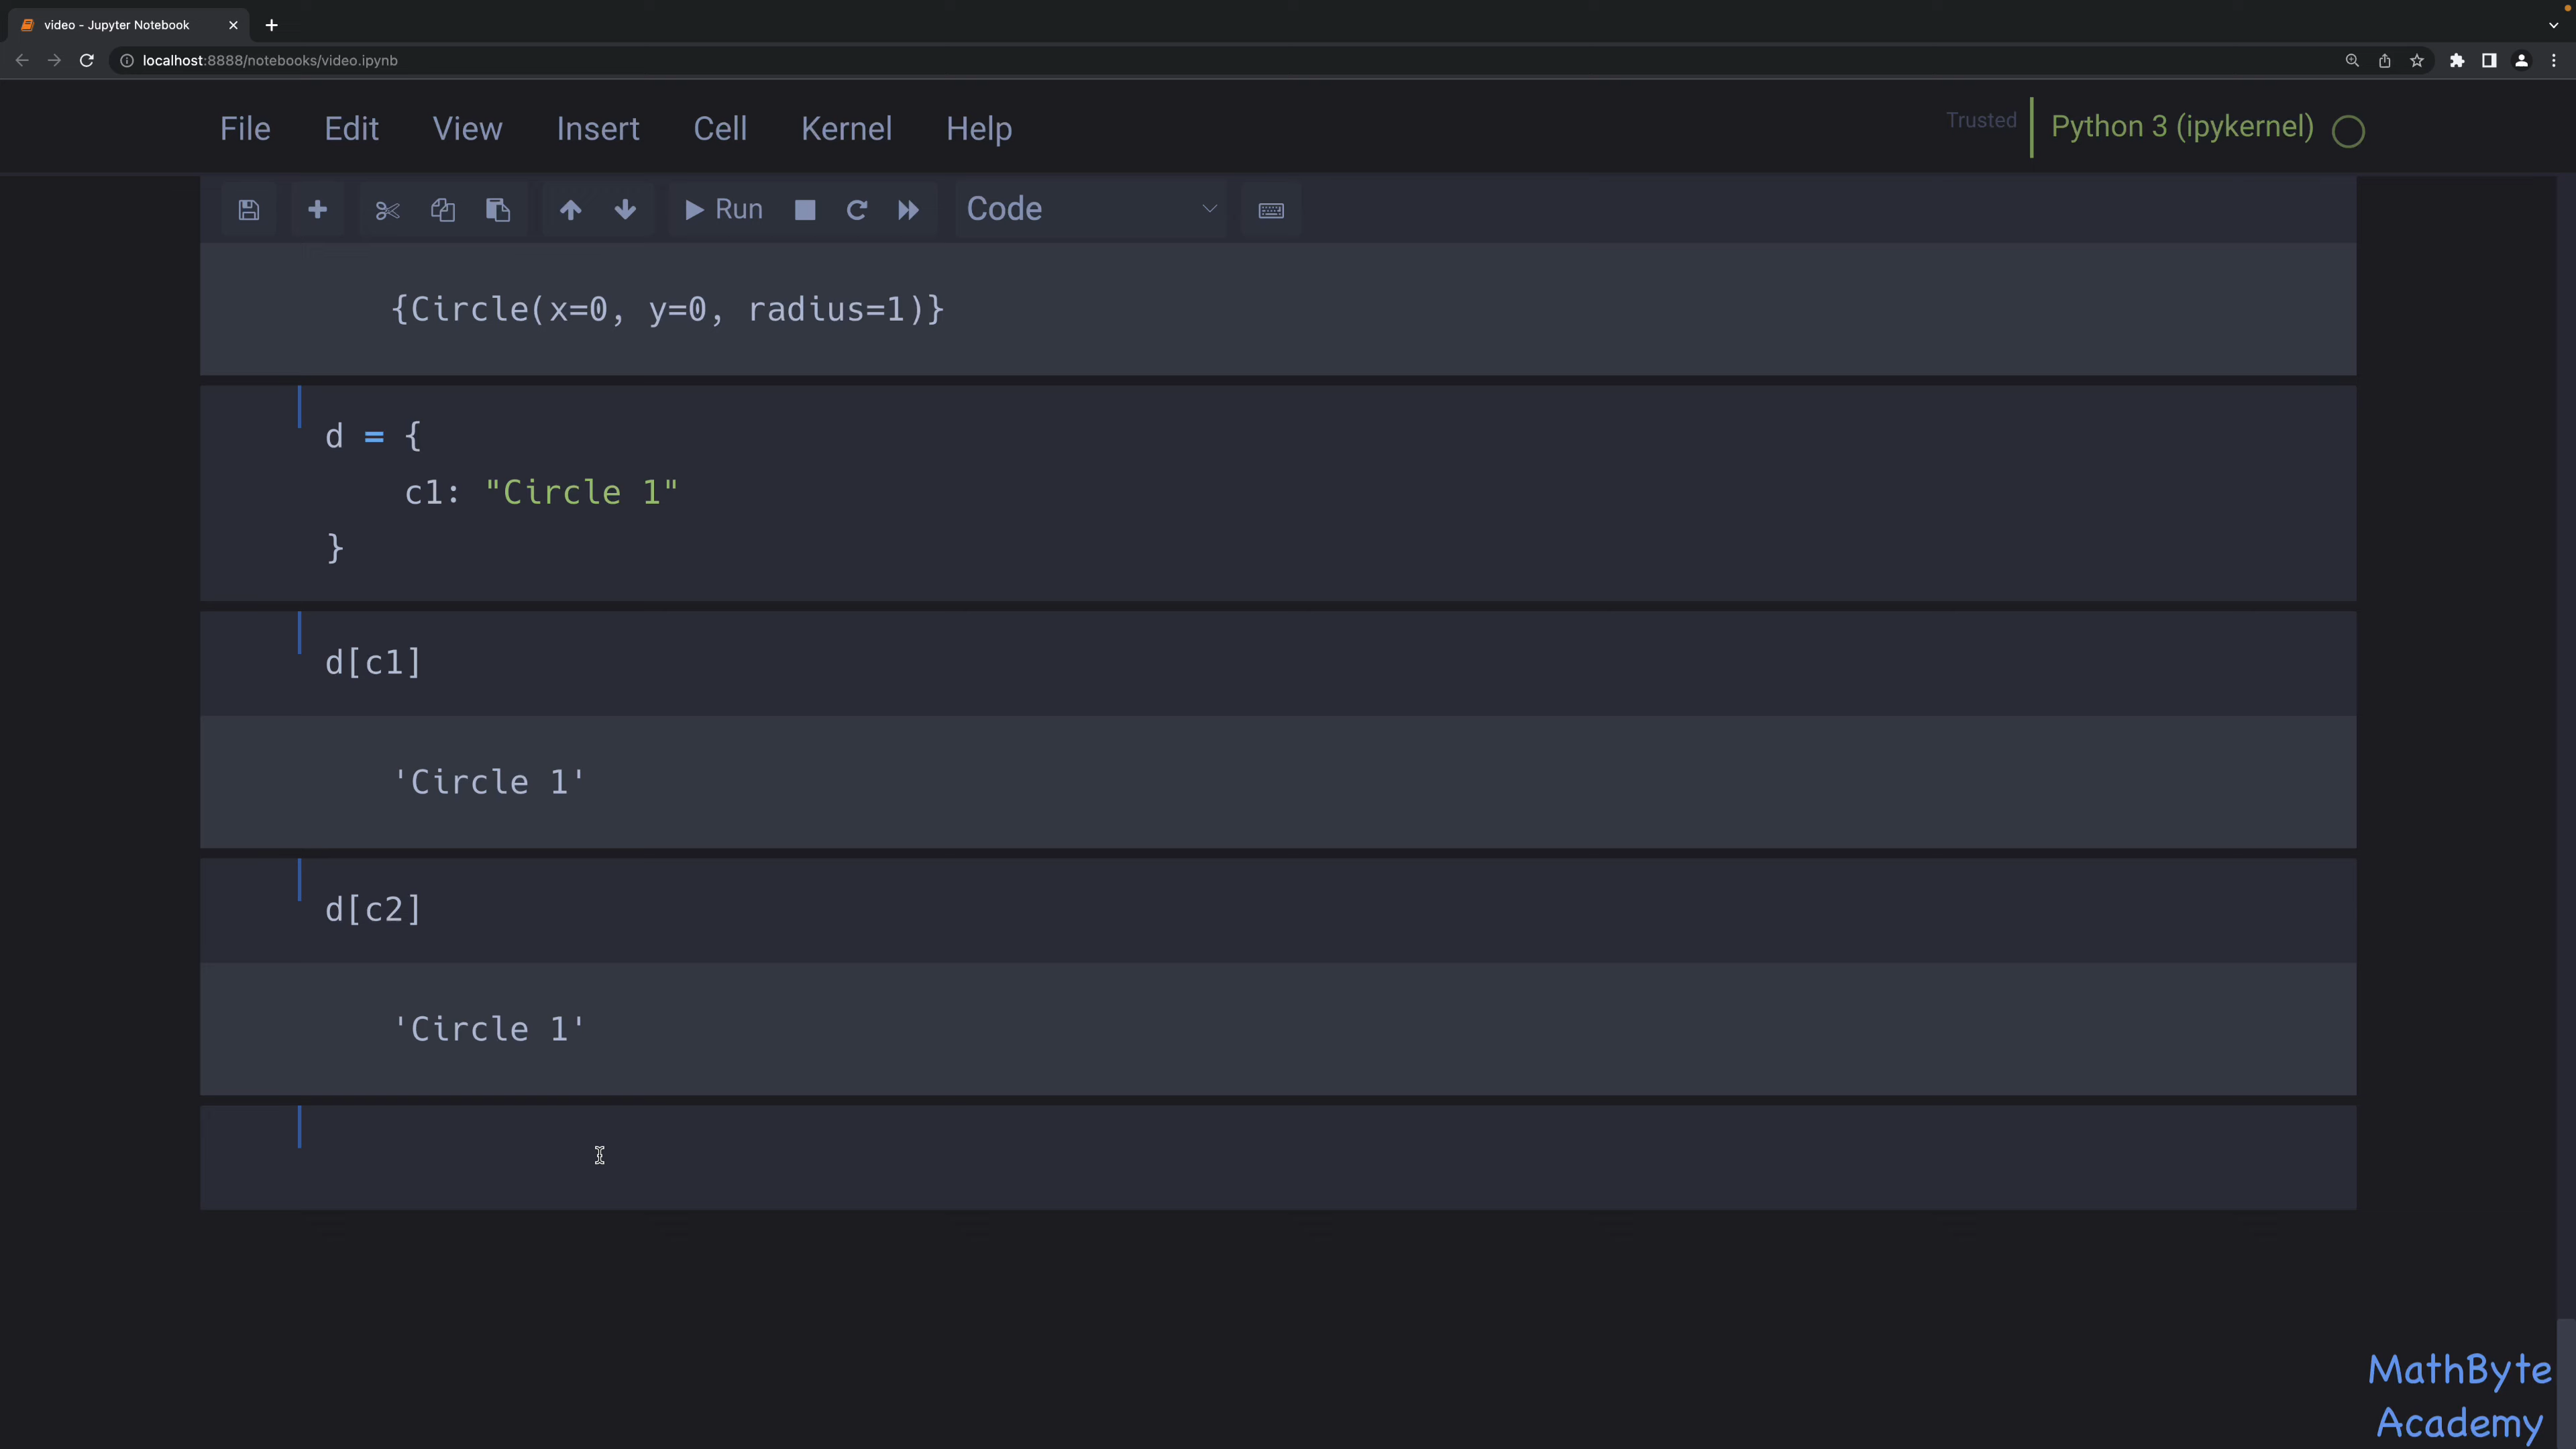 video - Jupyter Notebook
localhost:8888/notebooks/video.ipynb
File Edit View Insert Cell Kernel Help Trusted Python 3 (ipykernel)
Run Code
{Circle(x=0, y=0, radius=1)}
d = {
c1: "Circle 1"
}
d[c1]
'Circle 1'
d[c2]
'Circle 1'
MathByte
Academy